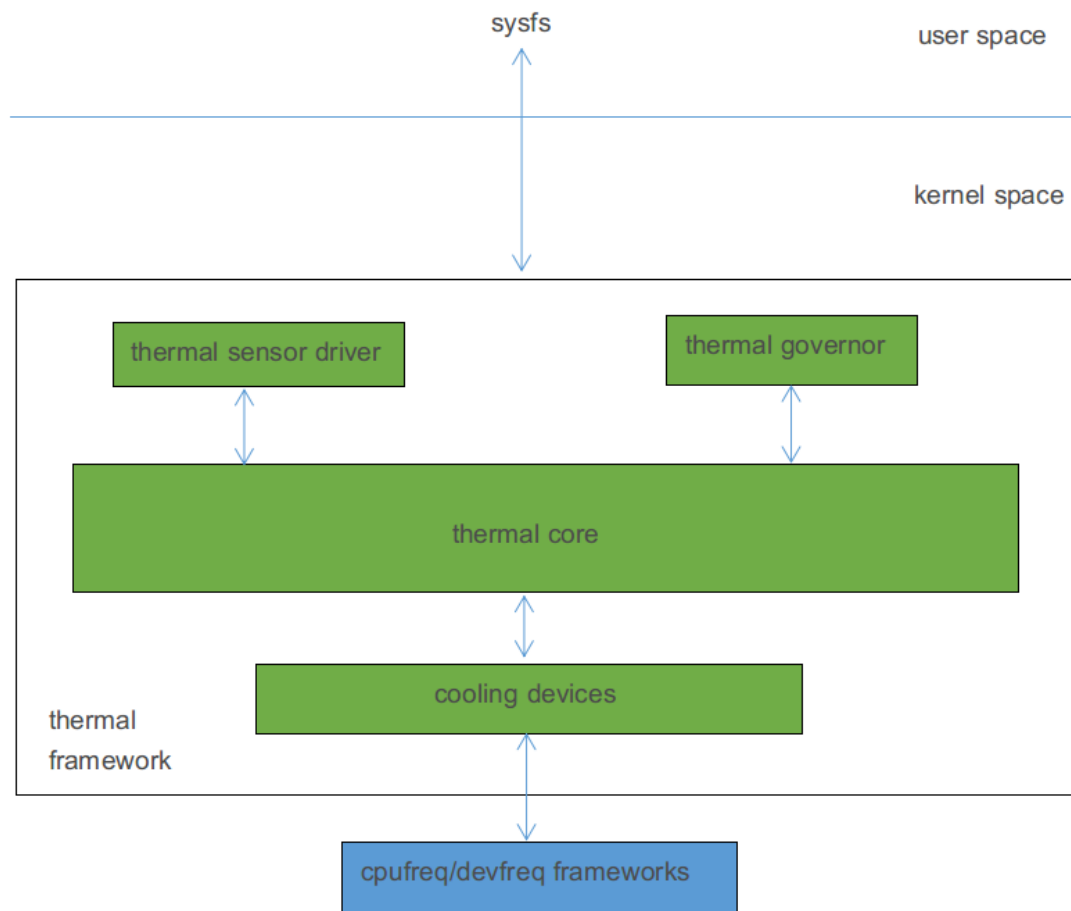 sysfs
user space
kernel space
thermal sensor driver
thermal governor
thermal core
cooling devices
thermal
framework
cpufreq/devfreq frameworks